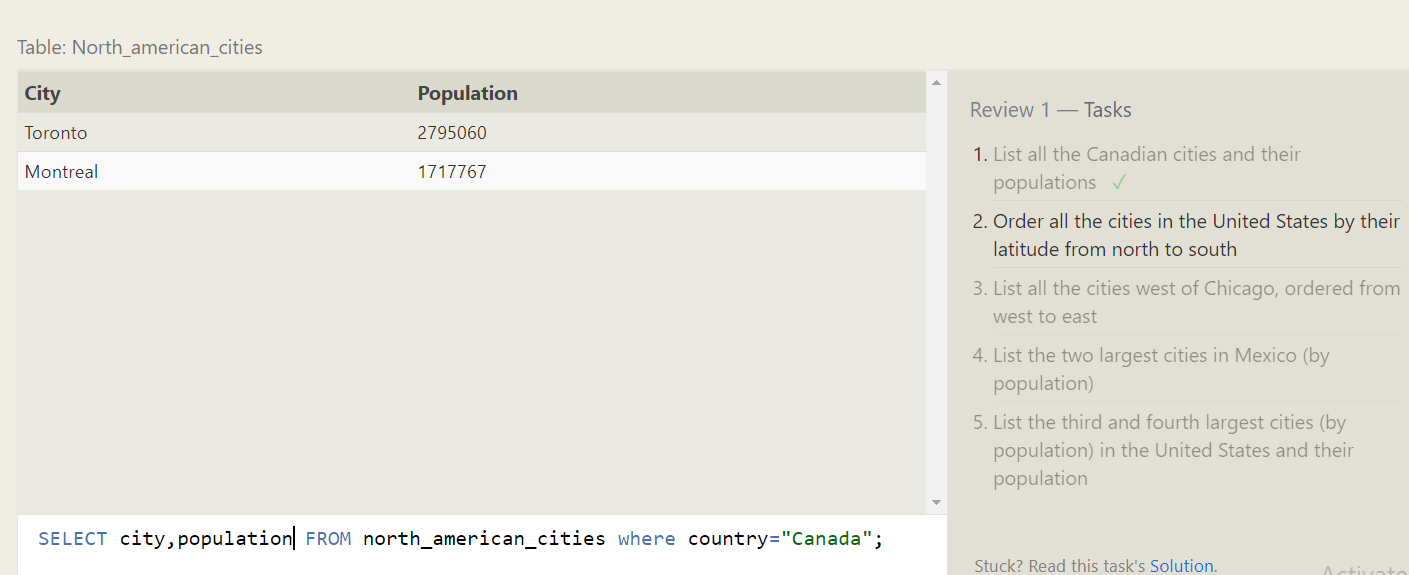 Table: North_american_cities
City Population
Toronto 2795060
Montreal 1717767
SELECT city,population FROM north_american_cities where country="Canada";
Review 1 — Tasks
1. List all the Canadian cities and their
populations ✓
2. Order all the cities in the United States by their
latitude from north to south
3. List all the cities west of Chicago, ordered from
west to east
4. List the two largest cities in Mexico (by
population)
5. List the third and fourth largest cities (by
population) in the United States and their
population
Stuck? Read this task's Solution.
Activate